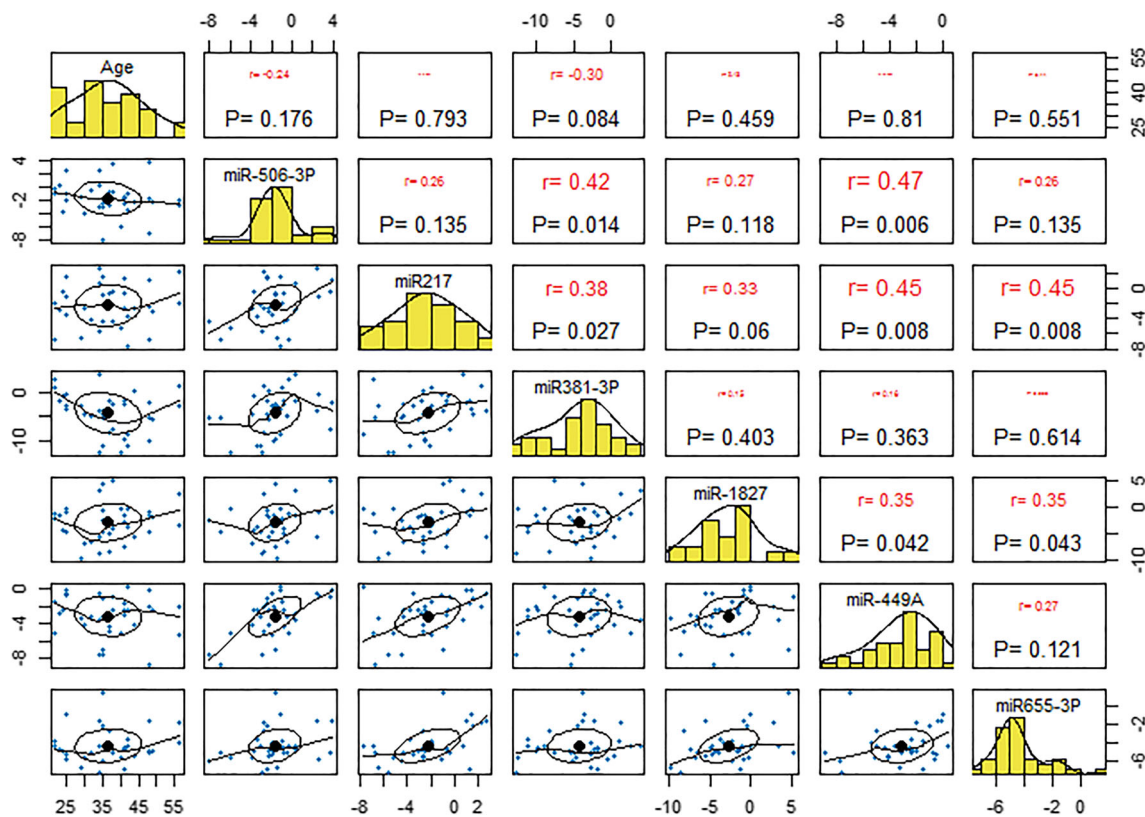 -8 -4 0 4 -10 -5 0 -8 -4 0
Age r= -0.24 r= -0.30 55
P= 0.176 P= 0.793 P= 0.084 P= 0.459 P= 0.81 P= 0.551 40
25
4 miR-506-3P r= 0.26 r= 0.42 r= 0.27 r= 0.47 r= 0.26
-2 P= 0.135 P= 0.014 P= 0.118 P= 0.006 P= 0.135
-8
miR217 r= 0.38 r= 0.33 r= 0.45 r= 0.45 0
P= 0.027 P= 0.06 P= 0.008 P= 0.008 -4
-8
0 miR381-3P
-10 P= 0.403 P= 0.363 P= 0.614
miR-1827 r= 0.35 r= 0.35 5
P= 0.042 P= 0.043 0
-10
0 miR-449A r= 0.27
-4 P= 0.121
-8
miR655-3P -2
-6
25 35 45 55 -8 -4 0 2 -10 -5 0 5 -6 -2 0